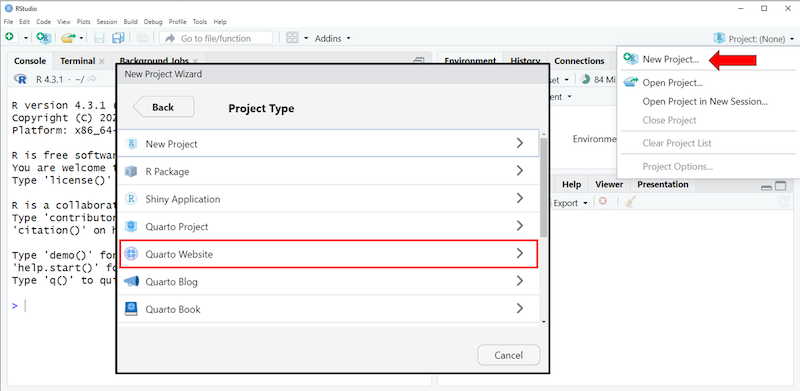 RStudio
File Edit Code View Plots Session Build Debug Profile Tools Help
Go to file/function
Addins
Project: (None)
Console Terminal Background Jobs
Environment History Connections
R 4.3.1 · ~/
84 Mi
R version 4.3.1 (
Copyright (C) 20
Platform: x86_64-
R is free softwar
You are welcome t
Type 'license()'
R is a collabora
Type 'contributor
'citation()' on h
Type 'demo()' for
'help.start()' fo
Type 'q()' to qui
>
New Project Wizard
Back
Project Type
New Project
R Package
Shiny Application
Quarto Project
Quarto Website
Quarto Blog
Quarto Book
Cancel
New Project...
Open Project...
Open Project in New Session...
Close Project
Clear Project List
Project Options...
Environme
Help Viewer Presentation
Export